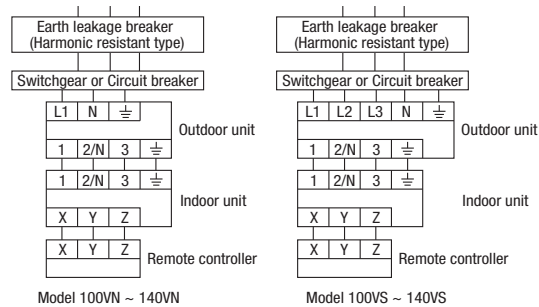 Earth leakage breaker
(Harmonic resistant type)
Switchgear or Circuit breaker
L1 N ⏚
Outdoor unit
1 2/N 3 ⏚
1 2/N 3 ⏚
Indoor unit
X Y Z
X Y Z
Remote controller
Model 100VN ~ 140VN
Earth leakage breaker
(Harmonic resistant type)
Switchgear or Circuit breaker
L1 L2 L3 N ⏚
Outdoor unit
1 2/N 3 ⏚
1 2/N 3 ⏚
Indoor unit
X Y Z
X Y Z
Remote controller
Model 100VS ~ 140VS